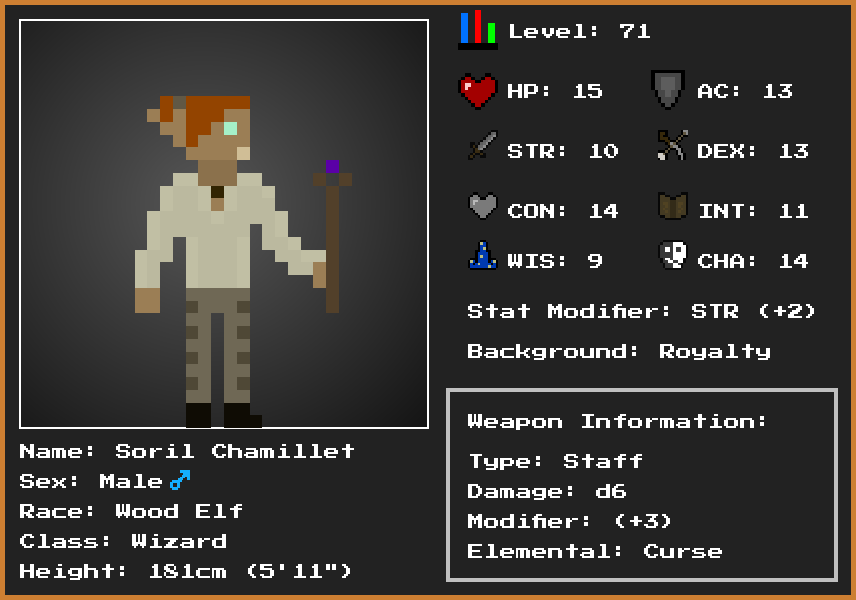 Level: 71
HP: 15 AC: 13
STR: 10 DEX: 13
CON: 14 INT: 11
WIS: 9 CHA: 14
Stat Modifier: STR (+2)
Background: Royalty
Weapon Information:
Type: Staff
Damage: d6
Modifier: (+3)
Elemental: Curse
Name: Soril Chamillet
Sex: Male ♂
Race: Wood Elf
Class: Wizard
Height: 181cm (5'11")